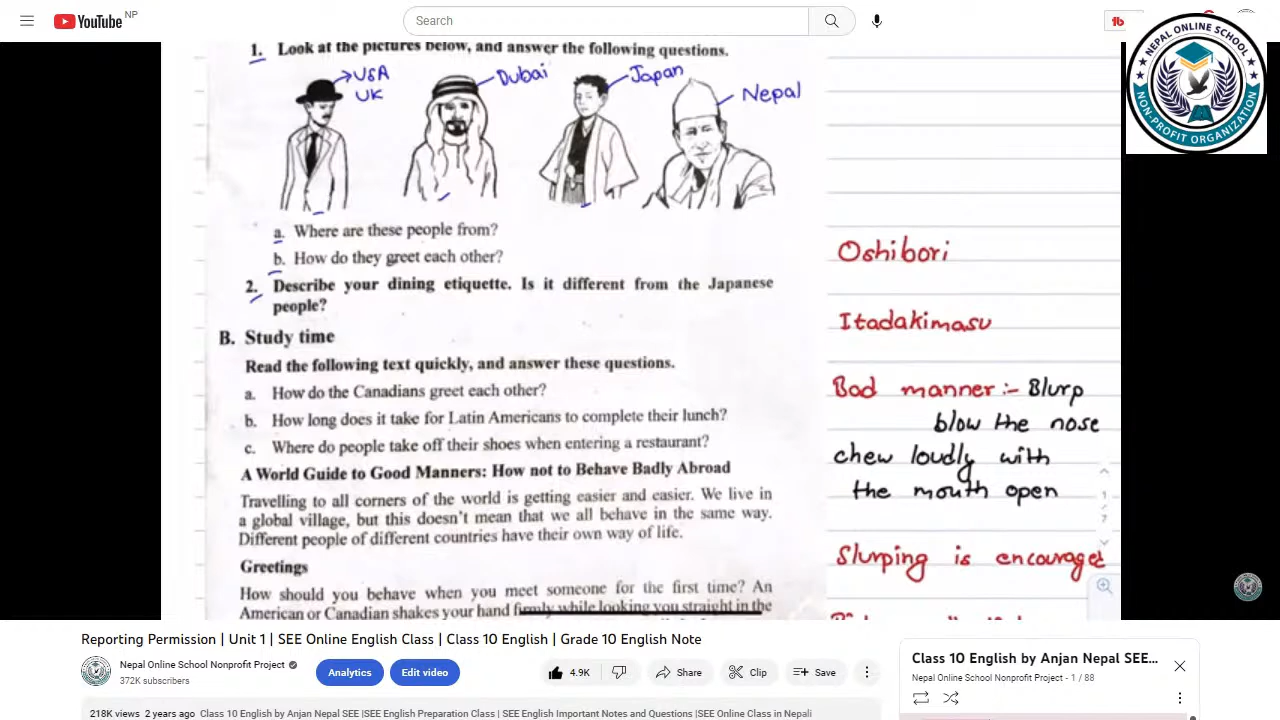 NP
YouTube
Search
NEPAL ONLINE SCHOOL
NON-PROFIT ORGANIZATION
1. Look at the pictures below, and answer the following questions.
USA
UK
Dubai
Japan
Nepal
a. Where are these people from?
b. How do they greet each other?
2. Describe your dining etiquette. Is it different from the Japanese
people?
B. Study time
Read the following text quickly, and answer these questions.
a. How do the Canadians greet each other?
b. How long does it take for Latin Americans to complete their lunch?
c. Where do people take off their shoes when entering a restaurant?
A World Guide to Good Manners: How not to Behave Badly Abroad
Travelling to all corners of the world is getting easier and easier. We live in
a global village, but this doesn't mean that we all behave in the same way.
Different people of different countries have their own way of life.
Greetings
How should you behave when you meet someone for the first time? An
American or Canadian shakes your hand firmly while looking you straight in the
Oshibori
Itadakimasu
Bad manner :- Blurp
blow the nose
chew loudly with
the mouth open
Slurping is encouraged
1
/
7
Reporting Permission | Unit 1 | SEE Online English Class | Class 10 English | Grade 10 English Note
Nepal Online School Nonprofit Project
372K subscribers
Analytics
Edit video
4.9K
Share
Clip
Save
218K views 2 years ago Class 10 English by Anjan Nepal SEE |SEE English Preparation Class | SEE English Important Notes and Questions |SEE Online Class in Nepali
Class 10 English by Anjan Nepal SEE...
Nepal Online School Nonprofit Project - 1 / 88